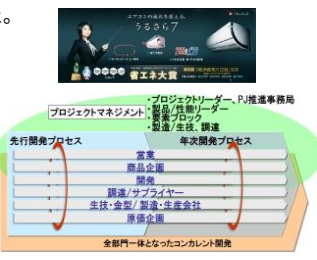 。
エアコンの流れを変える。
うるさら7
省エネ大賞
・プロジェクトリーダー、PJ推進事務局
・製品/性能リーダー
・要素ブロック
・製造/生技、調達
プロジェクトマネジメント
先行開発プロセス
年次開発プロセス
営業
商品企画
開発
調達/サプライヤー
生技・金型/ 製造・生産会社
原価企画
全部門一体となったコンカレント開発